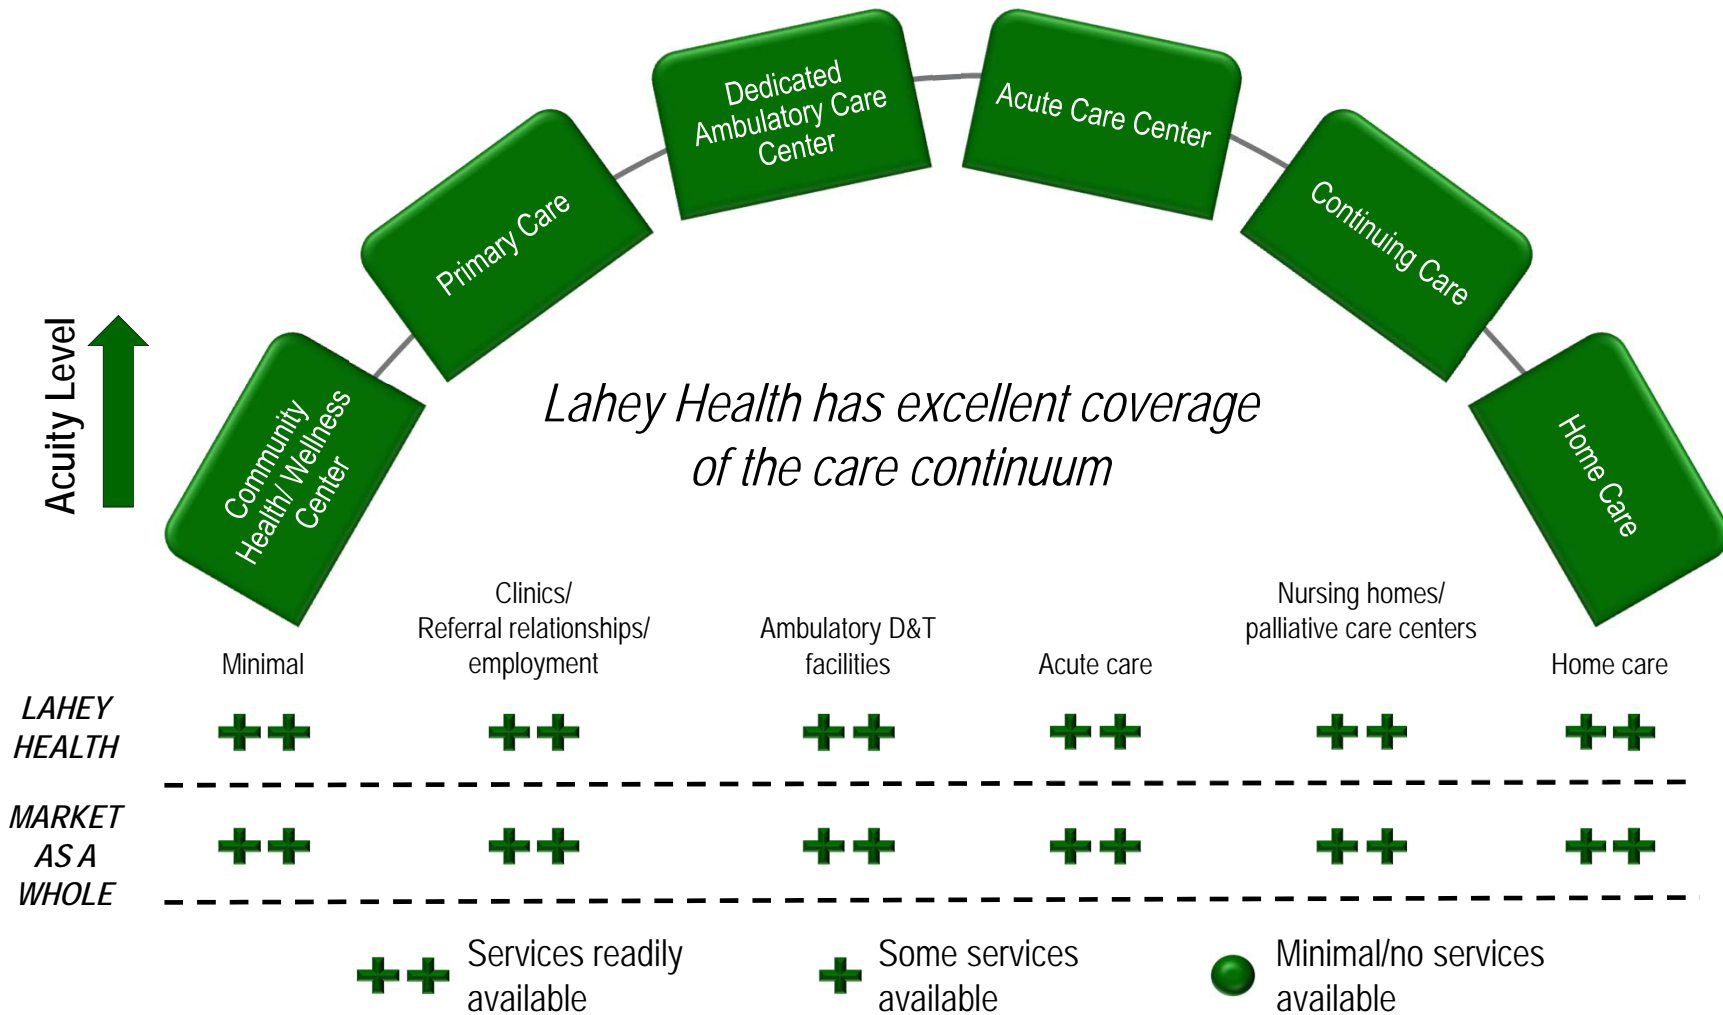 Dedicated
Ambulatory Care
Center
Acute Care Center
Primary Care
Continuing Care
Acuity Level
Community
Health/ Wellness
Center
Home Care
Lahey Health has excellent coverage
of the care continuum
Minimal
Clinics/
Referral relationships/
employment
Ambulatory D&T
facilities
Acute care
Nursing homes/
palliative care centers
Home care
LAHEY
HEALTH
MARKET
AS A
WHOLE
Services readily
available
Some services
available
Minimal/no services
available